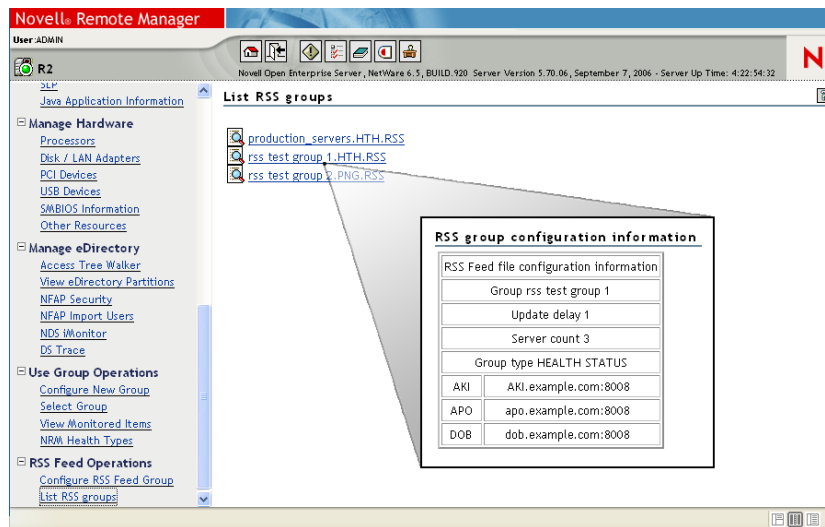 Novell® Remote Manager
User:ADMIN
R2
Novell Open Enterprise Server, NetWare 6.5, BUILD.920 Server Version 5.70.06, September 7, 2006 - Server Up Time: 4:22:54:32
N
SLP
Java Application Information
Manage Hardware
Processors
Disk / LAN Adapters
PCI Devices
USB Devices
SMBIOS Information
Other Resources
Manage eDirectory
Access Tree Walker
View eDirectory Partitions
NFAP Security
NFAP Import Users
NDS iMonitor
DS Trace
Use Group Operations
Configure New Group
Select Group
View Monitored Items
NRM Health Types
RSS Feed Operations
Configure RSS Feed Group
List RSS groups
List RSS groups
production_servers.HTH.RSS
rss test group 1.HTH.RSS
rss test group 2.PNG.RSS
RSS group configuration information
RSS Feed file configuration information
Group rss test group 1
Update delay 1
Server count 3
Group type HEALTH STATUS
AKI AKI.example.com:8008
APO apo.example.com:8008
DOB dob.example.com:8008